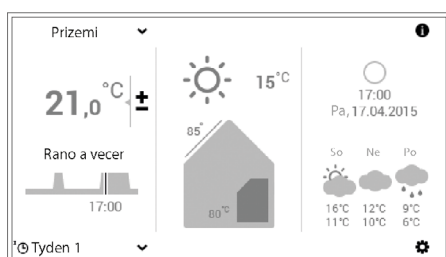 Prizemi
21,0°C ±
Rano a vecer
17:00
Tyden 1
15°C
85°
80°C
17:00
Pa, 17.04.2015
So Ne Po
16°C 12°C 9°C
11°C 10°C 6°C